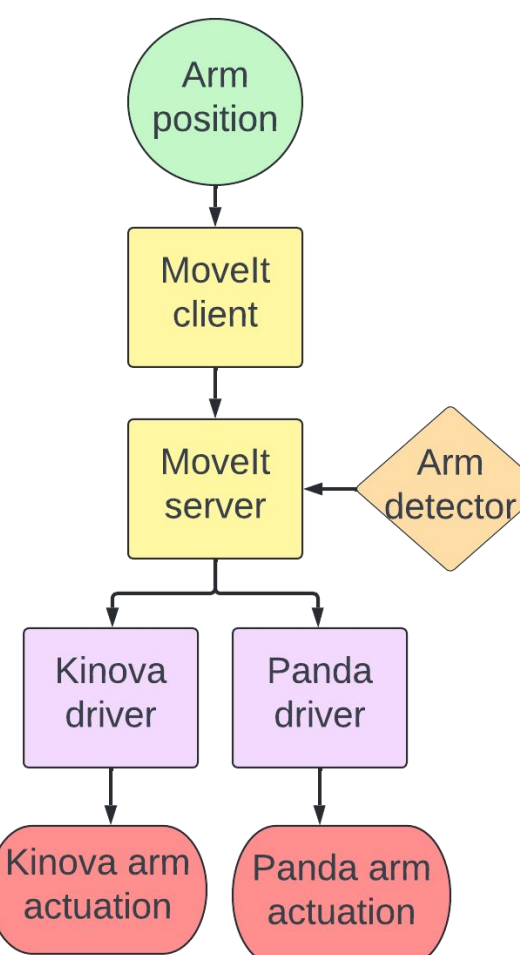 Arm
position
MoveIt
client
MoveIt
server
Arm
detector
Kinova
driver
Panda
driver
Kinova arm
actuation
Panda arm
actuation